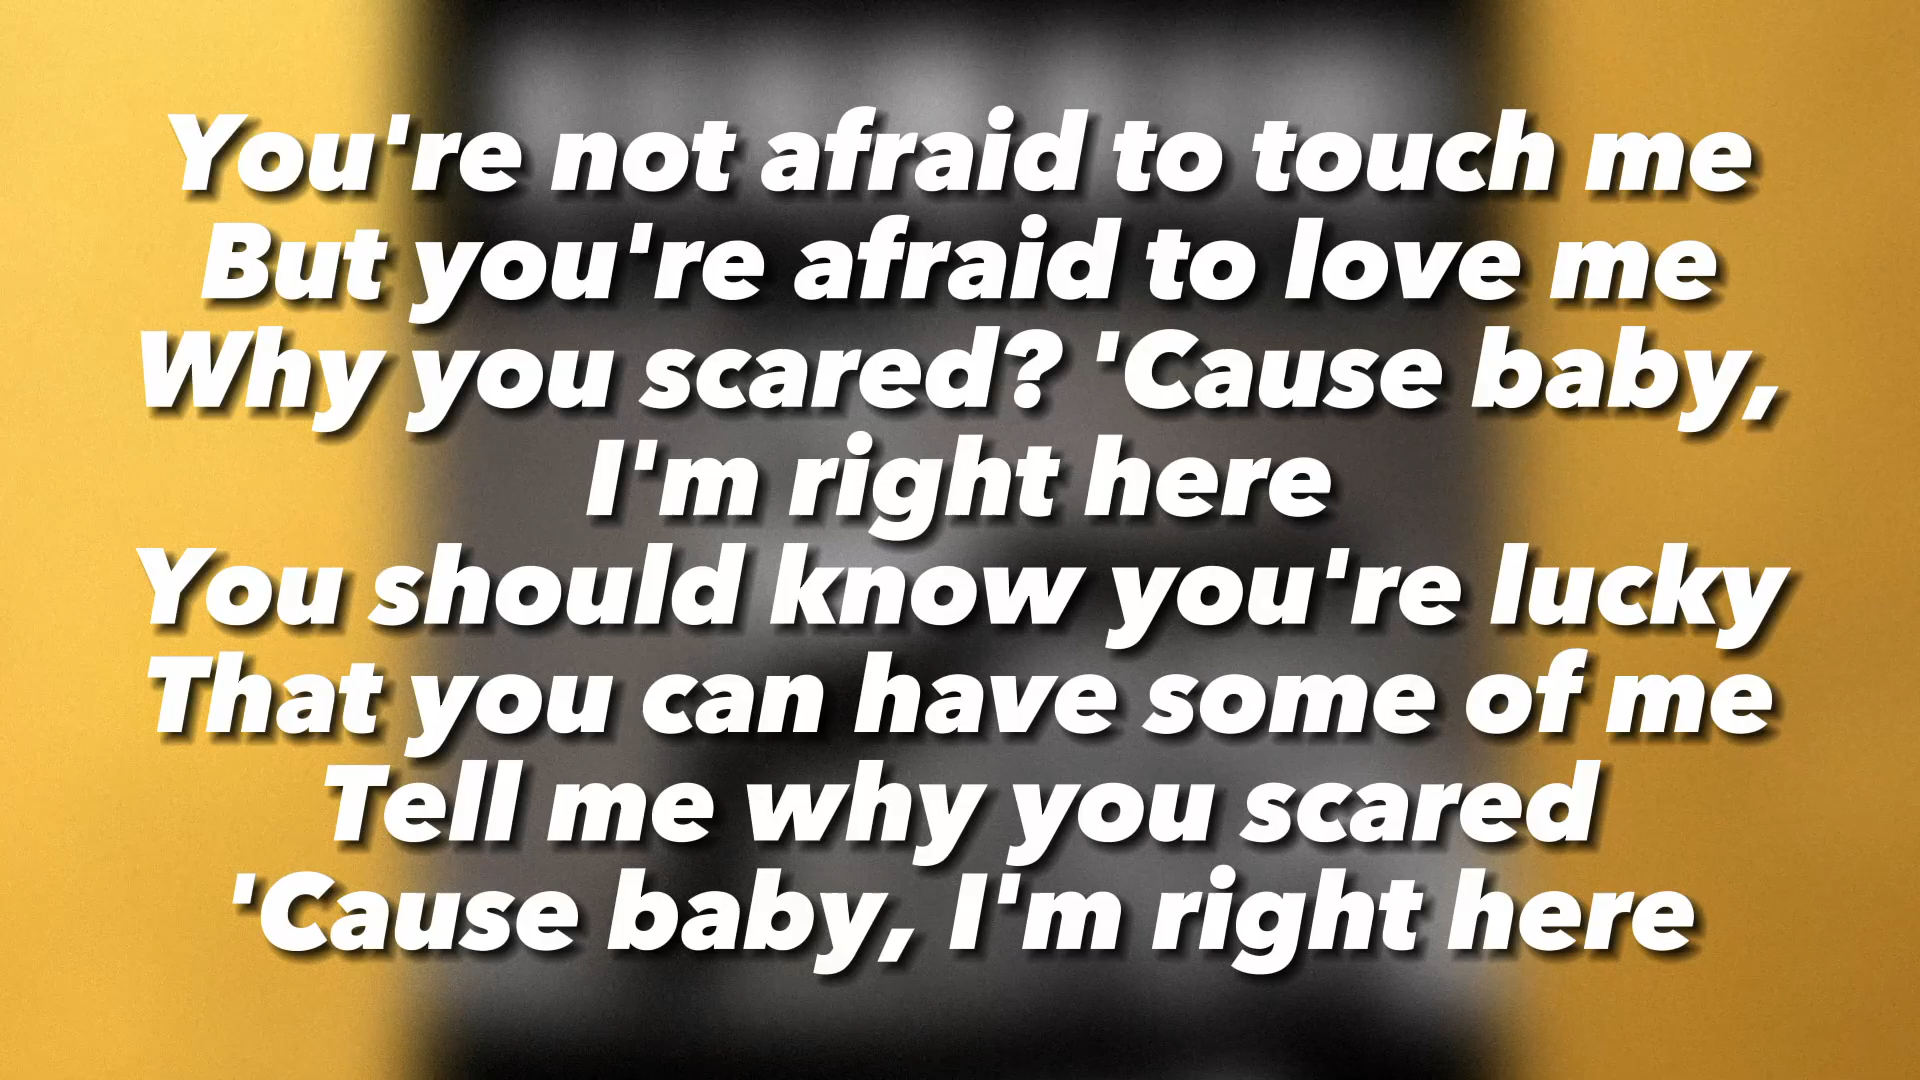 You're not afraid to touch me
But you're afraid to love me
Why you scared? 'Cause baby,
I'm right here
You should know you're lucky
That you can have some of me
Tell me why you scared
'Cause baby, I'm right here